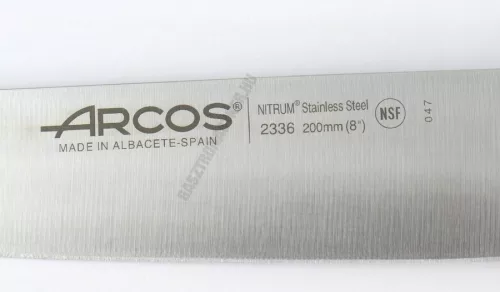 ARCOS®
MADE IN ALBACETE-SPAIN
NITRUM® Stainless Steel
2336 200mm (8")
NSF
047